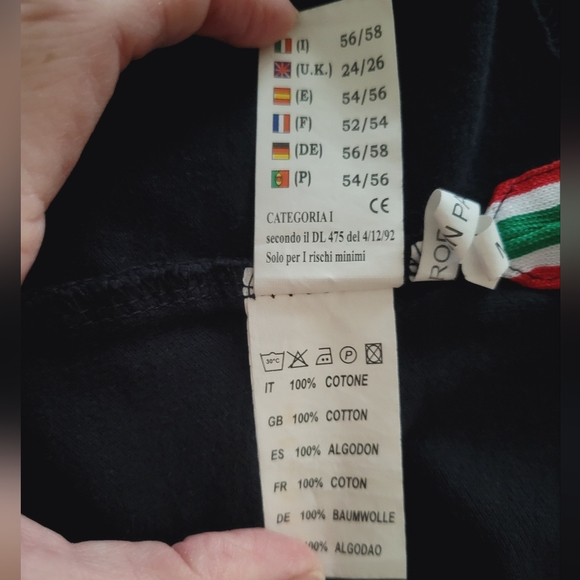 (I) 56/58
(U.K.) 24/26
(E) 54/56
(F) 52/54
(DE) 56/58
(P) 54/56
CE
CATEGORIA I
secondo il DL 475 del 4/12/92
Solo per I rischi minimi
30°C P
IT 100% COTONE
GB 100% COTTON
ES 100% ALGODON
FR 100% COTON
DE 100% BAUMWOLLE
ALGODAO